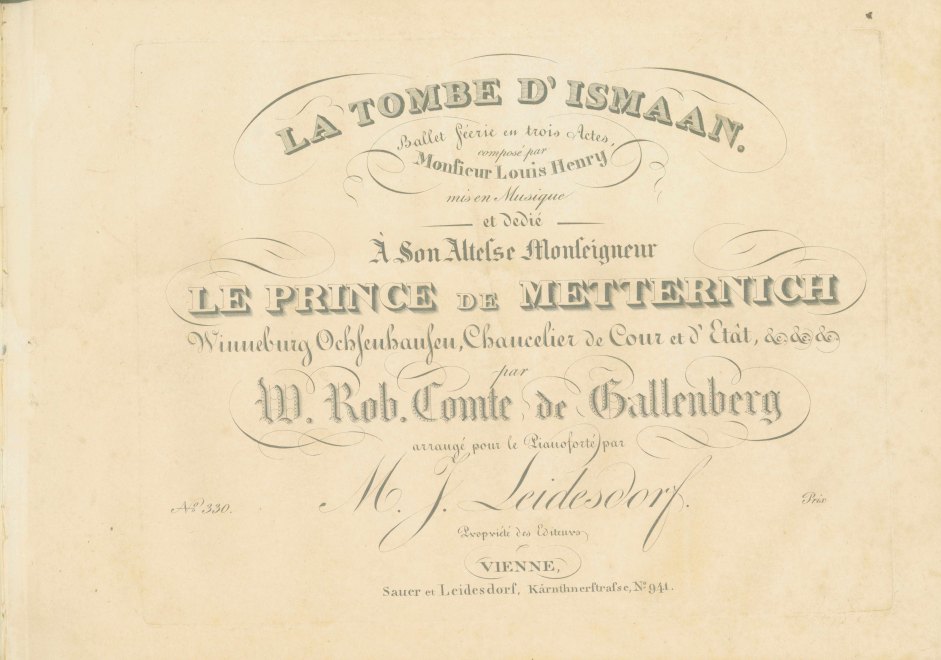 LA TOMBE D' ISMAAN.
Ballet féerie en trois Actes,
composé par
Monſieur Louis Henry
mis en Musique
et dedié
À Son Alteſse Monſeigneur
LE PRINCE DE METTERNICH
Winneburg Ochſenhauſen, Chancelier de Cour et d' Etât, & & &
par
W. Rob. Comte de Gallenberg
arrangé pour le Pianoforté par
M. J. Leidesdorf.
No 330.
Prix
Propriété des Editeurs
VIENNE,
Sauer et Leidesdorf, Kärnthnerſtraſse, No 941.